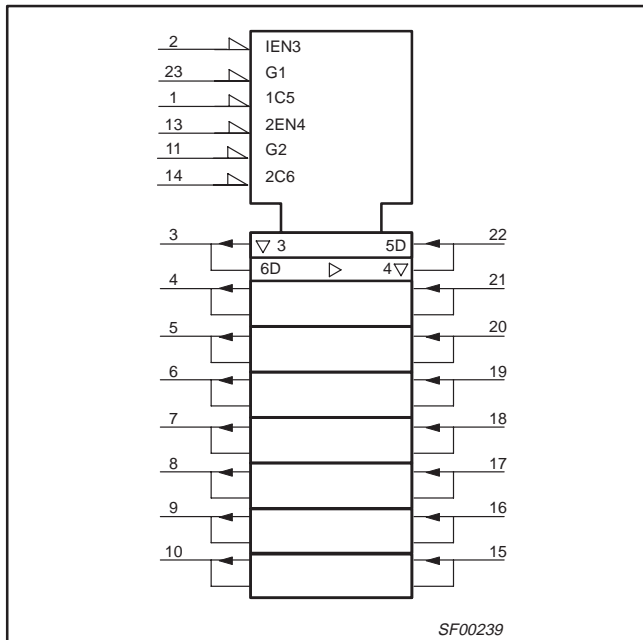 2 IEN3
23 G1
1 1C5
13 2EN4
11 G2
14 2C6
3 ▽ 3 5D 22
6D ▷ 4 ▽
4 21
5 20
6 19
7 18
8 17
9 16
10 15
SF00239